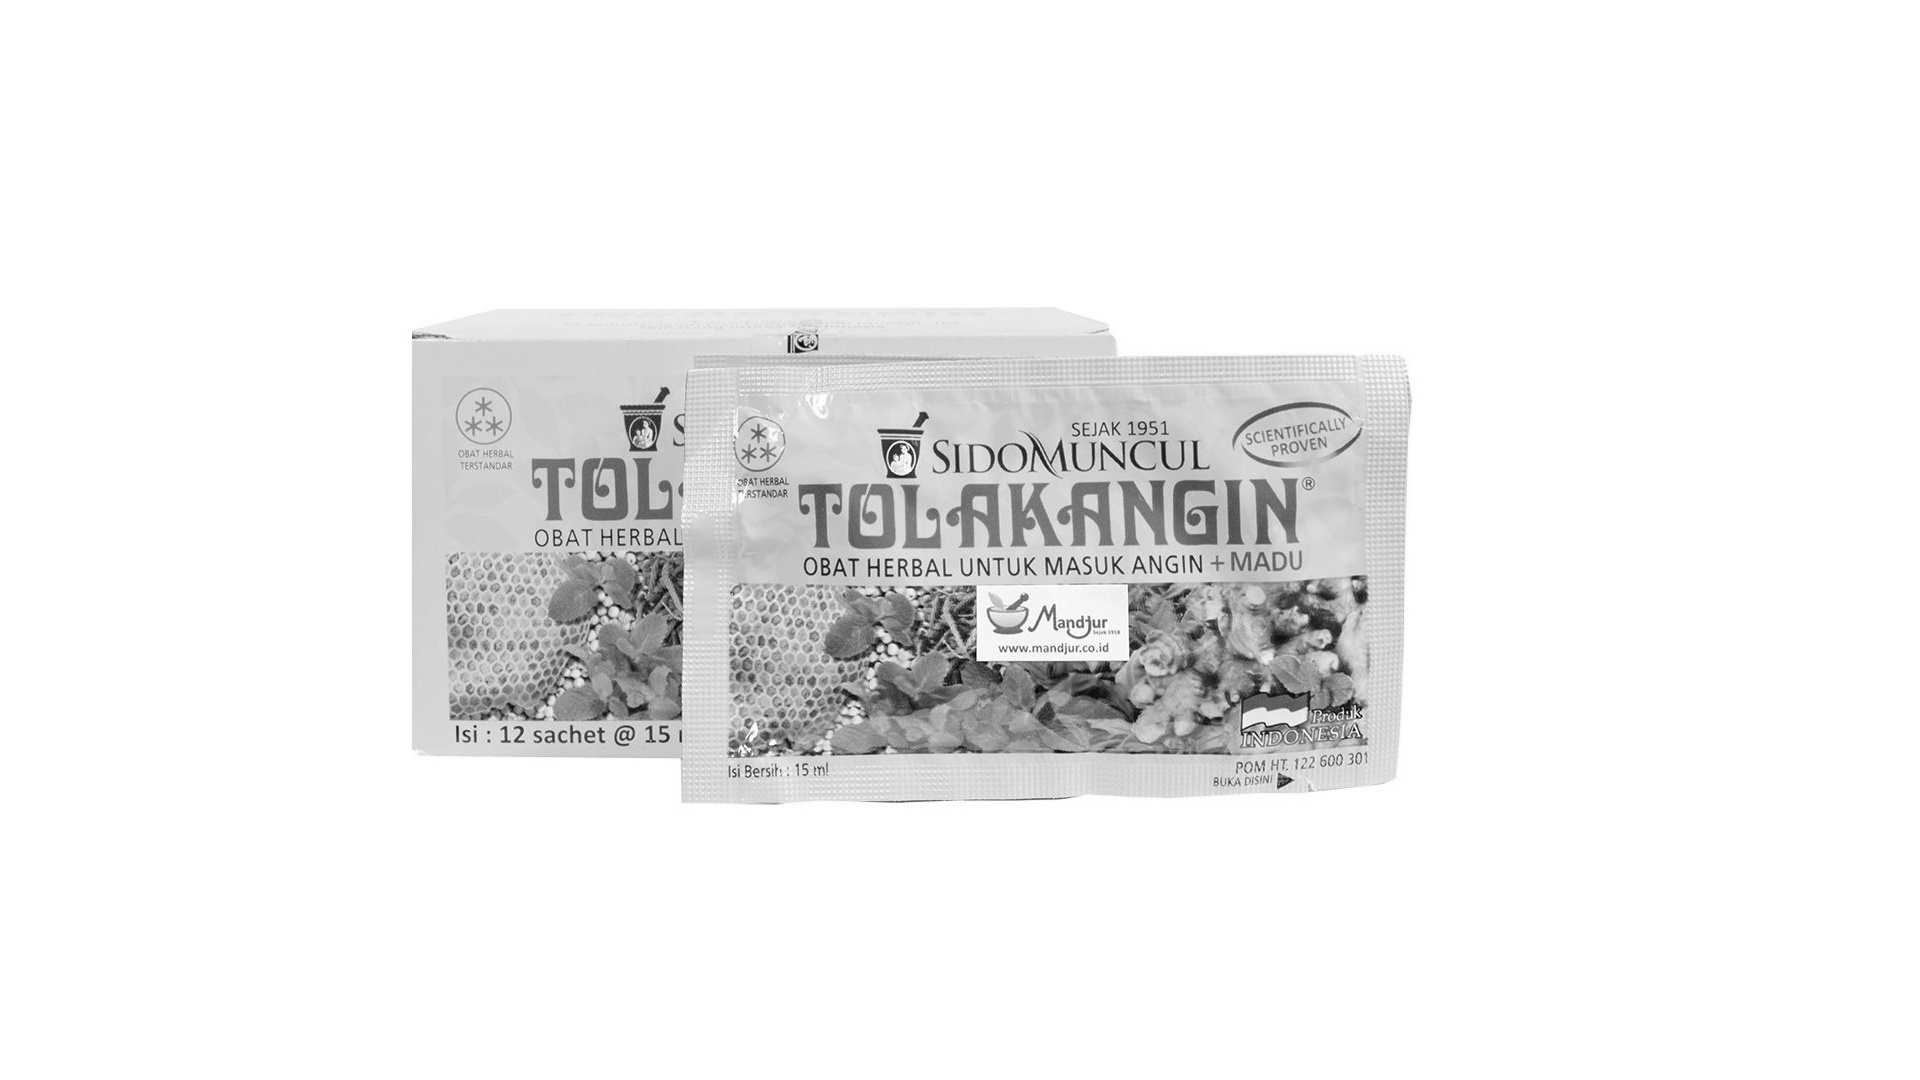 OBAT HERBAL
TERSTANDAR
S
TOL
OBAT HERBAL
Isi : 12 sachet @ 15
OBAT HERBAL
TERSTANDAR
SEJAK 1951
SIDOMUNCUL
SCIENTIFICALLY
PROVEN
TOLAKANGIN®
OBAT HERBAL UNTUK MASUK ANGIN + MADU
Mandjur
Sejak 1918
www.mandjur.co.id
Produk
INDONESIA
Isi Bersih : 15 ml
POM HT. 122 600 301
BUKA DISINI